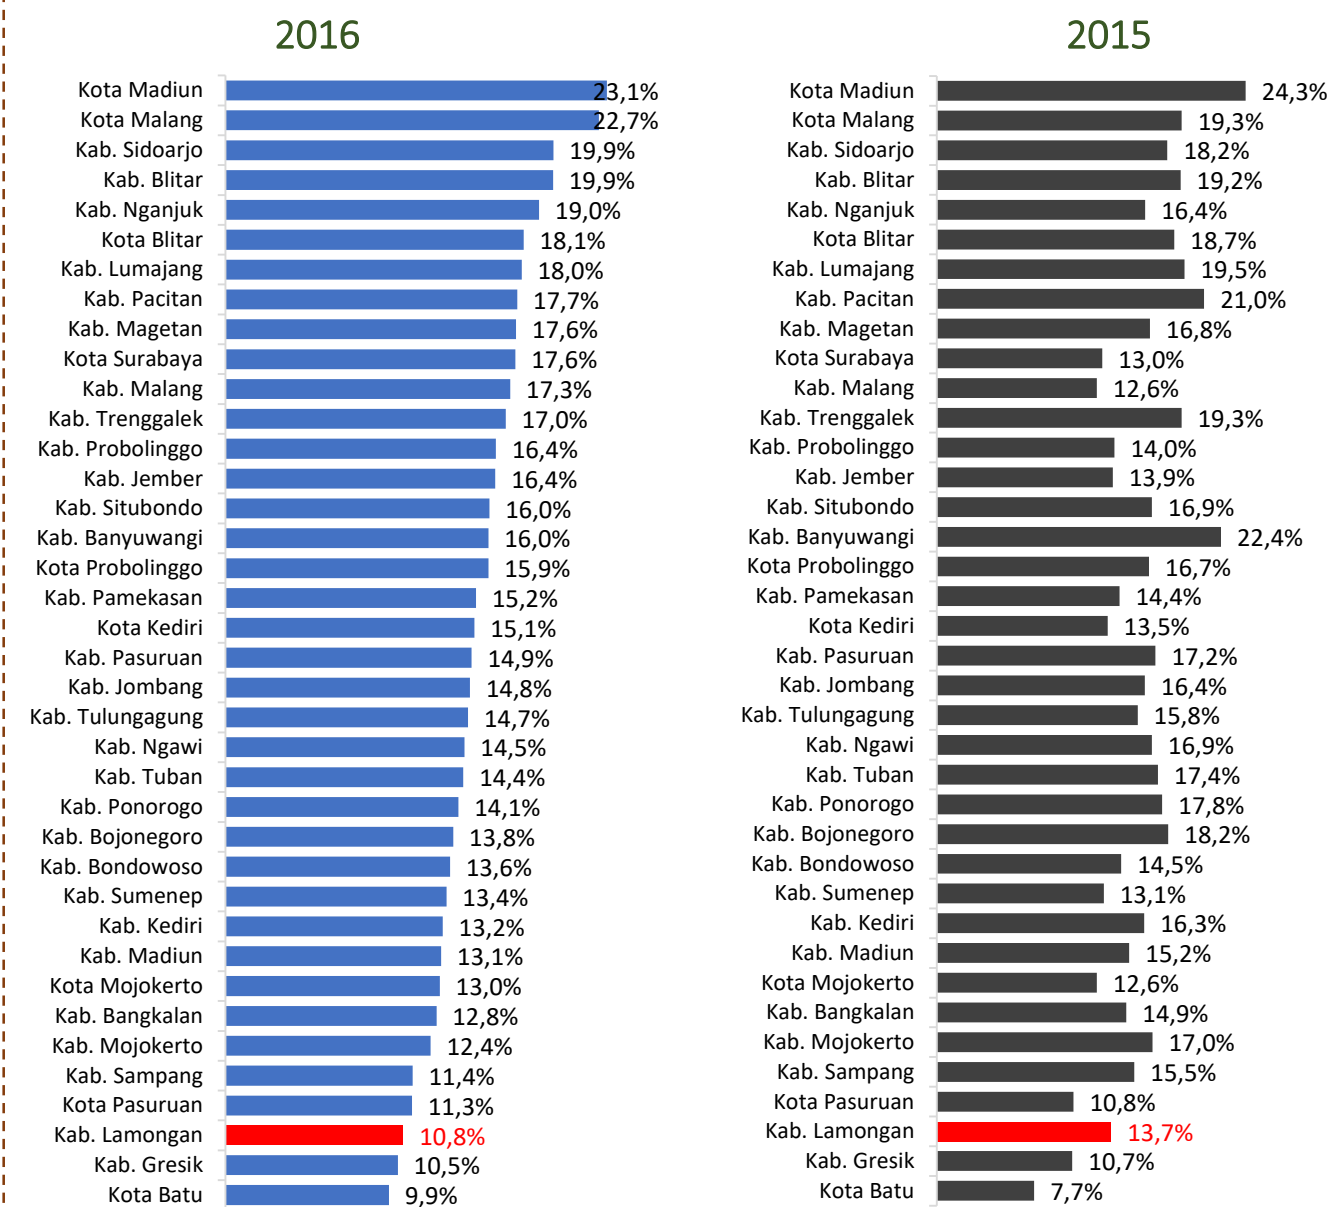 2016
Kota Madiun 23,1%
Kota Malang 22,7%
Kab. Sidoarjo 19,9%
Kab. Blitar 19,9%
Kab. Nganjuk 19,0%
Kota Blitar 18,1%
Kab. Lumajang 18,0%
Kab. Pacitan 17,7%
Kab. Magetan 17,6%
Kota Surabaya 17,6%
Kab. Malang 17,3%
Kab. Trenggalek 17,0%
Kab. Probolinggo 16,4%
Kab. Jember 16,4%
Kab. Situbondo 16,0%
Kab. Banyuwangi 16,0%
Kota Probolinggo 15,9%
Kab. Pamekasan 15,2%
Kota Kediri 15,1%
Kab. Pasuruan 14,9%
Kab. Jombang 14,8%
Kab. Tulungagung 14,7%
Kab. Ngawi 14,5%
Kab. Tuban 14,4%
Kab. Ponorogo 14,1%
Kab. Bojonegoro 13,8%
Kab. Bondowoso 13,6%
Kab. Sumenep 13,4%
Kab. Kediri 13,2%
Kab. Madiun 13,1%
Kota Mojokerto 13,0%
Kab. Bangkalan 12,8%
Kab. Mojokerto 12,4%
Kab. Sampang 11,4%
Kota Pasuruan 11,3%
Kab. Lamongan 10,8%
Kab. Gresik 10,5%
Kota Batu 9,9%
2015
Kota Madiun 24,3%
Kota Malang 19,3%
Kab. Sidoarjo 18,2%
Kab. Blitar 19,2%
Kab. Nganjuk 16,4%
Kota Blitar 18,7%
Kab. Lumajang 19,5%
Kab. Pacitan 21,0%
Kab. Magetan 16,8%
Kota Surabaya 13,0%
Kab. Malang 12,6%
Kab. Trenggalek 19,3%
Kab. Probolinggo 14,0%
Kab. Jember 13,9%
Kab. Situbondo 16,9%
Kab. Banyuwangi 22,4%
Kota Probolinggo 16,7%
Kab. Pamekasan 14,4%
Kota Kediri 13,5%
Kab. Pasuruan 17,2%
Kab. Jombang 16,4%
Kab. Tulungagung 15,8%
Kab. Ngawi 16,9%
Kab. Tuban 17,4%
Kab. Ponorogo 17,8%
Kab. Bojonegoro 18,2%
Kab. Bondowoso 14,5%
Kab. Sumenep 13,1%
Kab. Kediri 16,3%
Kab. Madiun 15,2%
Kota Mojokerto 12,6%
Kab. Bangkalan 14,9%
Kab. Mojokerto 17,0%
Kab. Sampang 15,5%
Kota Pasuruan 10,8%
Kab. Lamongan 13,7%
Kab. Gresik 10,7%
Kota Batu 7,7%